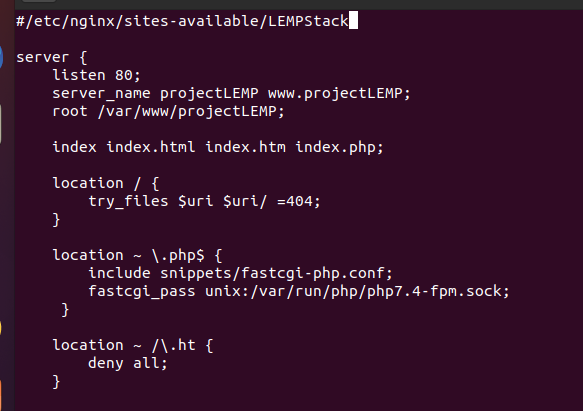 #/etc/nginx/sites-available/LEMPStack
server {
    listen 80;
    server_name projectLEMP www.projectLEMP;
    root /var/www/projectLEMP;
    index index.html index.htm index.php;
    location / {
        try_files $uri $uri/ =404;
    }
    location ~ \.php$ {
        include snippets/fastcgi-php.conf;
        fastcgi_pass unix:/var/run/php/php7.4-fpm.sock;
     }
    location ~ /\.ht {
        deny all;
    }